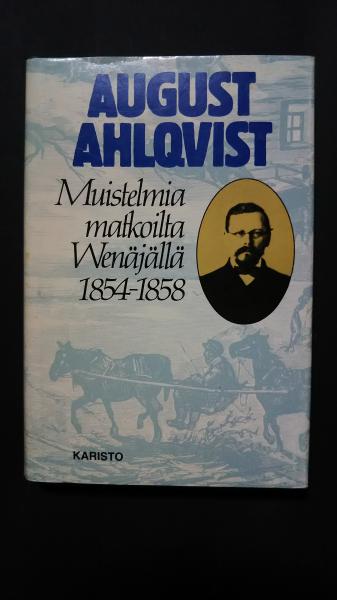 AUGUST
AHLQVIST
Muistelmia
matkoilta
Wenäjällä
1854-1858
KARISTO